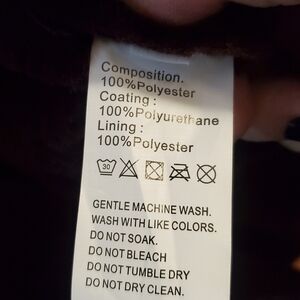 Composition.
100%Polyester
Coating :
100%Polyurethane
Lining :
100%Polyester
30
GENTLE MACHINE WASH.
WASH WITH LIKE COLORS.
DO NOT SOAK.
DO NOT BLEACH
DO NOT TUMBLE DRY
DO NOT DRY CLEAN.